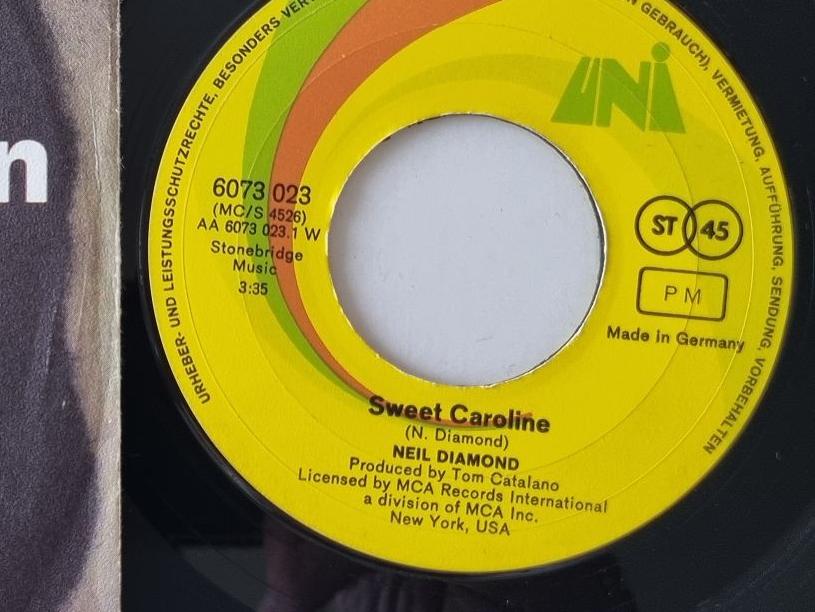 n
URHEBER- UND LEISTUNGSSCHUTZRECHTE, BESONDERS
GEBRAUCH), VERMIETUNG, AUFFÜHRUNG, SENDUNG, VORBEHALTEN
UNI
6073 023
(MC/S 4526)
AA 6073 023.1 W
Stonebridge
Music
3:35
ST 45
PM
Made in Germany
Sweet Caroline
(N. Diamond)
NEIL DIAMOND
Produced by Tom Catalano
Licensed by MCA Records International
a division of MCA Inc.
New York, USA